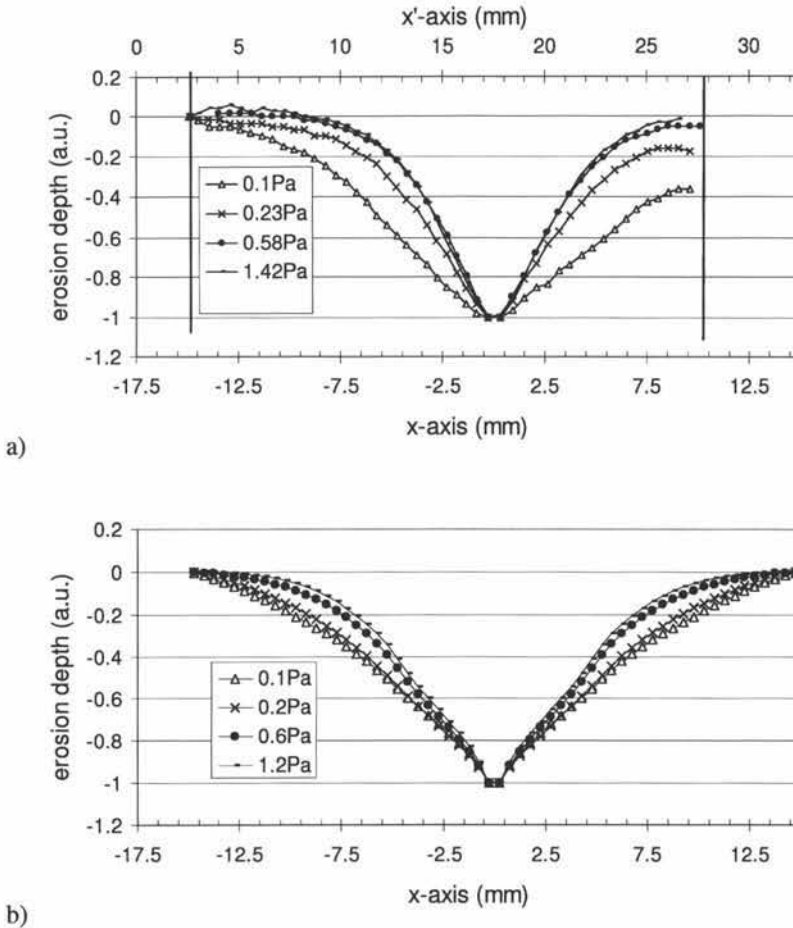 x'-axis (mm)
0 5 10 15 20 25 30
0.2
0
-0.2
-0.4
-0.6
-0.8
-1
-1.2
erosion depth (a.u.)
0.1Pa
0.23Pa
0.58Pa
1.42Pa
-17.5 -12.5 -7.5 -2.5 2.5 7.5 12.5
x-axis (mm)
a)
0.2
0
-0.2
-0.4
-0.6
-0.8
-1
-1.2
erosion depth (a.u.)
0.1Pa
0.2Pa
0.6Pa
1.2Pa
-17.5 -12.5 -7.5 -2.5 2.5 7.5 12.5
x-axis (mm)
b)